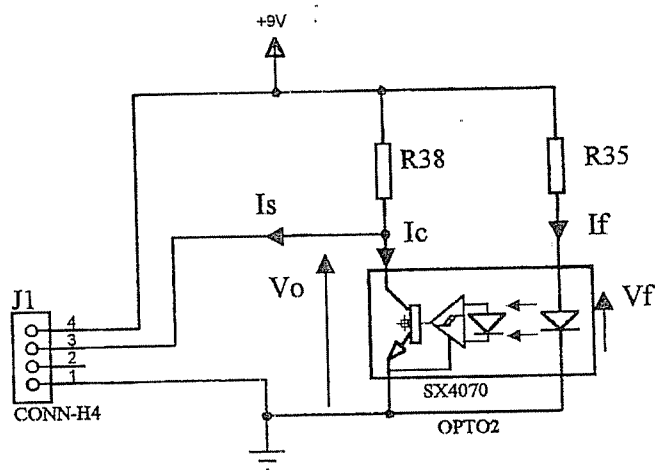 +9V
R38
R35
Is
Ic
If
Vo
Vf
J1
4
3
2
1
CONN-H4
SX4070
OPTO2